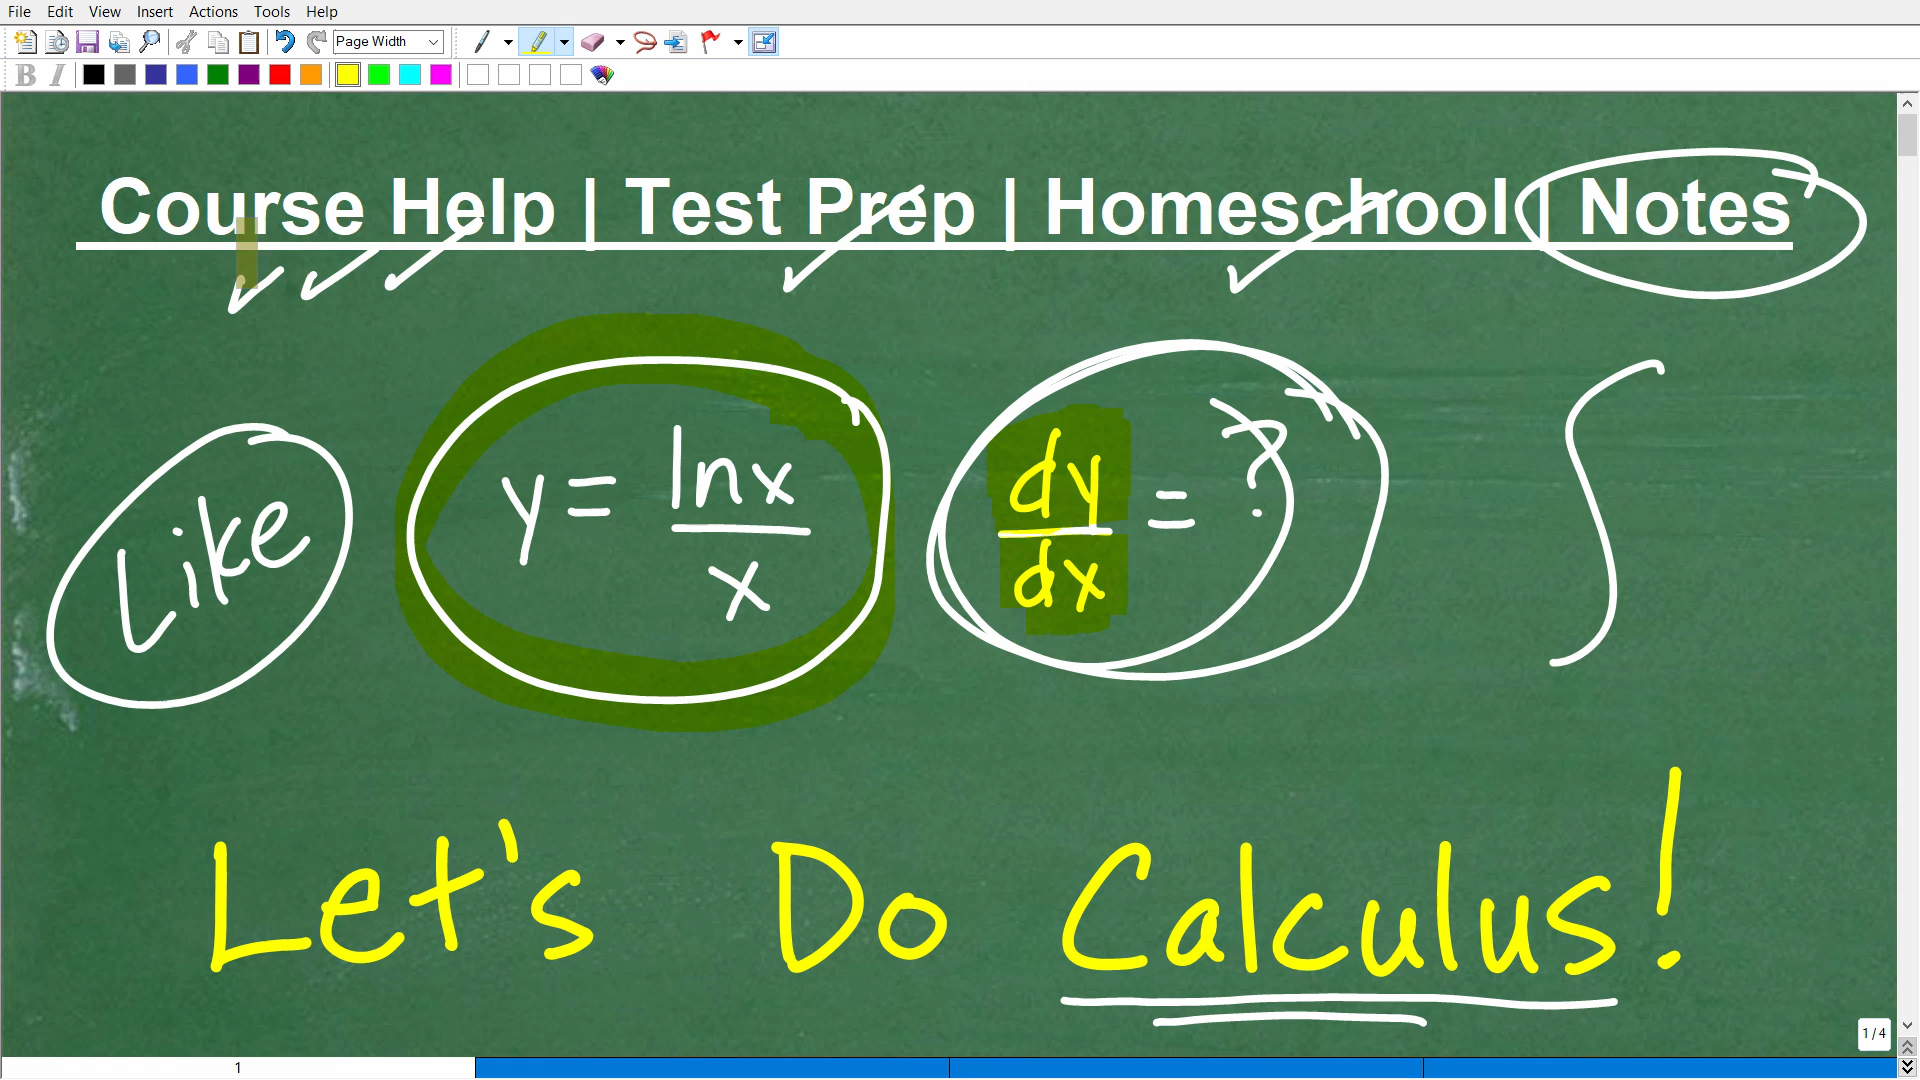 File Edit View Insert Actions Tools Help
Page Width
B I
Course Help | Test Prep | Homeschool | Notes
Like
y = lnx / x
dy / dx = ?
∫
Let's Do Calculus!
1 / 4
1